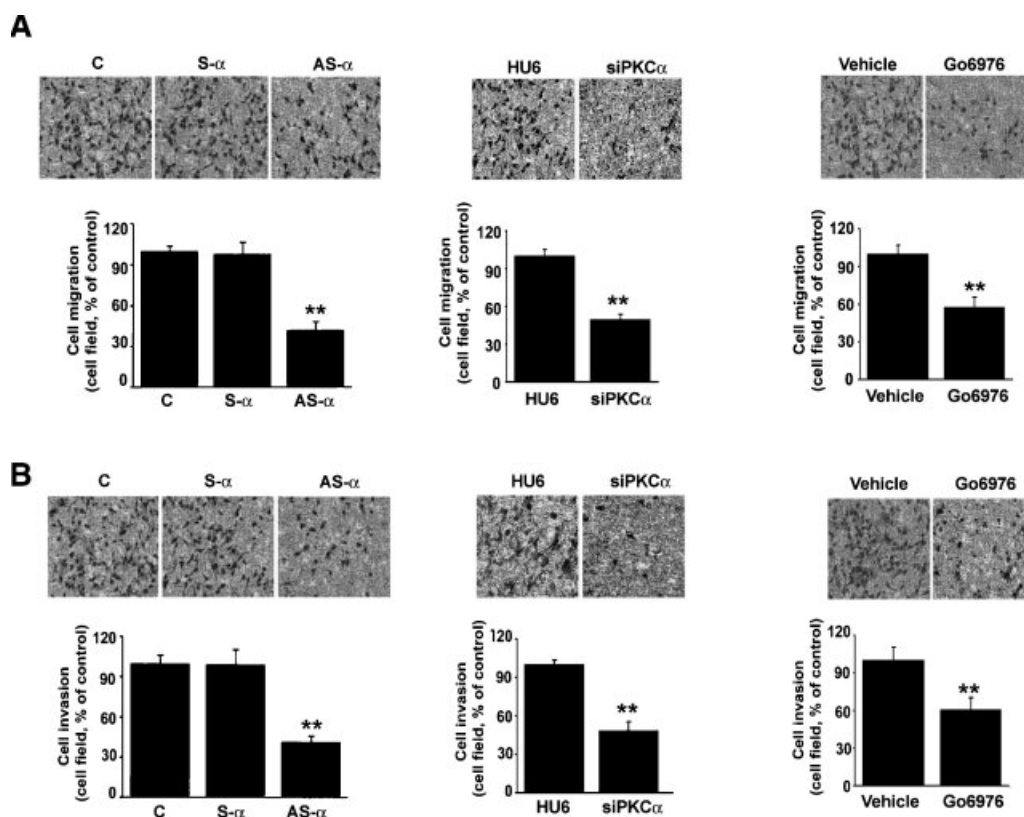 A
C S-α AS-α
HU6 siPKCα
Vehicle Go6976
Cell migration
(cell field, % of control)
120
90
60
30
0
**
C S-α AS-α
Cell migration
(cell field, % of control)
120
90
60
30
0
**
HU6 siPKCα
Cell migration
(cell field, % of control)
120
90
60
30
0
**
Vehicle Go6976
B
C S-α AS-α
HU6 siPKCα
Vehicle Go6976
Cell invasion
(cell field, % of control)
120
90
60
30
0
**
C S-α AS-α
Cell invasion
(cell field, % of control)
120
90
60
30
0
**
HU6 siPKCα
Cell invasion
(cell field, % of control)
120
90
60
30
0
**
Vehicle Go6976